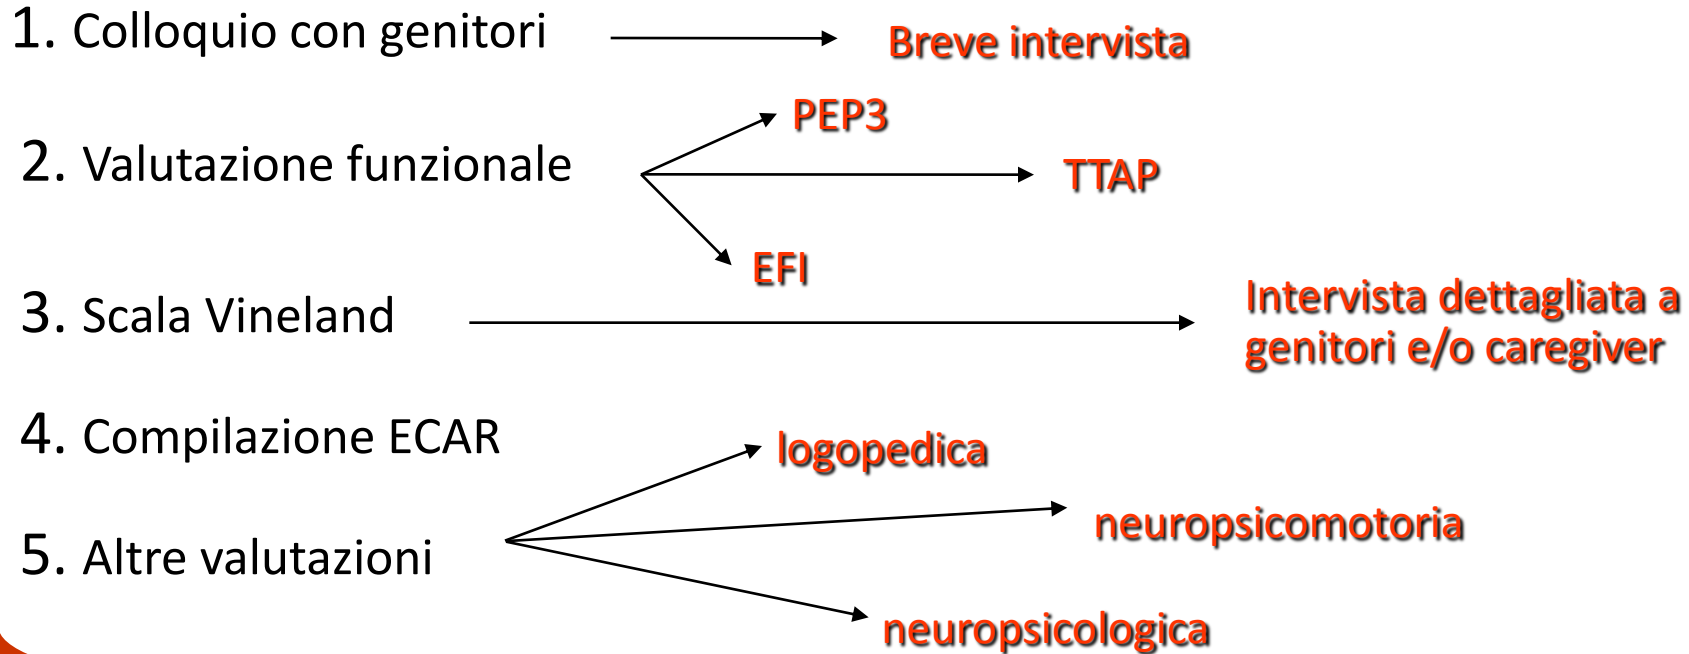 1. Colloquio con genitori
Breve intervista
PEP3
2. Valutazione funzionale
TTAP
EFI
3. Scala Vineland
Intervista dettagliata a
genitori e/o caregiver
4. Compilazione ECAR
logopedica
neuropsicomotoria
5. Altre valutazioni
neuropsicologica